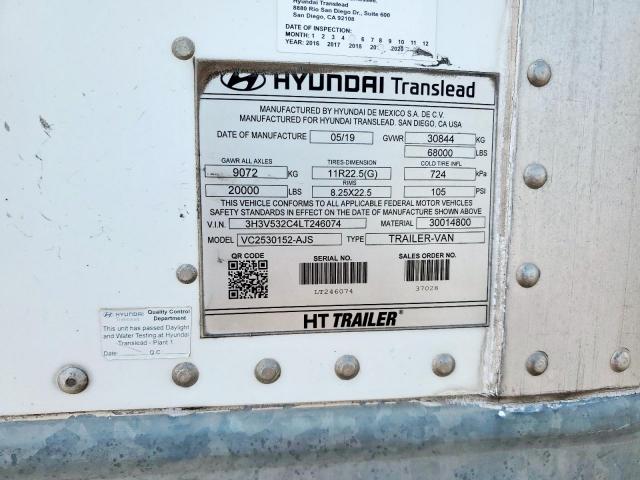 Hyundai Translead
8880 Rio San Diego Dr., Suite 600
San Diego, CA 92108
DATE OF INSPECTION:
MONTH: 1 2 3 4 6 7 8 9 10 11 12
YEAR: 2016 2017 2018 2020
HYUNDAI Translead
MANUFACTURED BY HYUNDAI DE MEXICO S.A. DE C.V.
MANUFACTURED FOR HYUNDAI TRANSLEAD. SAN DIEGO, CA USA
DATE OF MANUFACTURE 05/19 GVWR 30844 KG
68000 LBS
GAWR ALL AXLES TIRES-DIMENSION COLD TIRE INFL
9072 KG 11R22.5(G) 724 kPa
RIMS
20000 LBS 8.25X22.5 105 PSI
THIS VEHICLE CONFORMS TO ALL APPLICABLE FEDERAL MOTOR VEHICLES
SAFETY STANDARDS IN EFFECT ON THE DATE OF MANUFACTURE SHOWN ABOVE
V.I.N. 3H3V532C4LT246074 MATERIAL 30014800
MODEL VC2530152-AJS TYPE TRAILER-VAN
QR CODE SERIAL NO. SALES ORDER NO.
LT246074 37028
HT TRAILER®
HYUNDAI Quality Control
TRANSLEAD Department
This unit has passed Daylight
and Water Testing at Hyundai
Translead - Plant 1
Date: Q.C